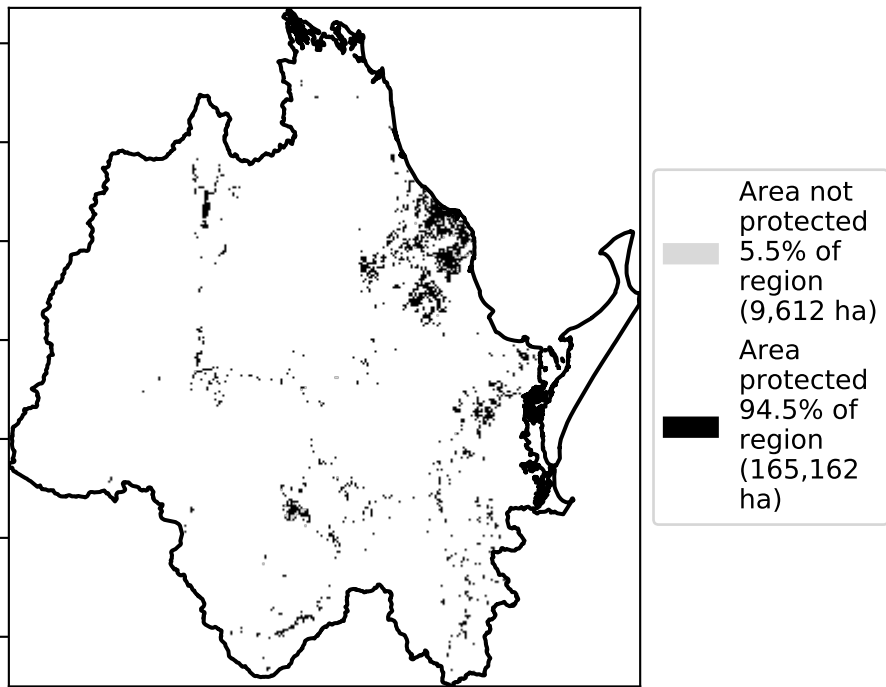 Area not
protected
5.5% of
region
(9,612 ha)
Area
protected
94.5% of
region
(165,162
ha)